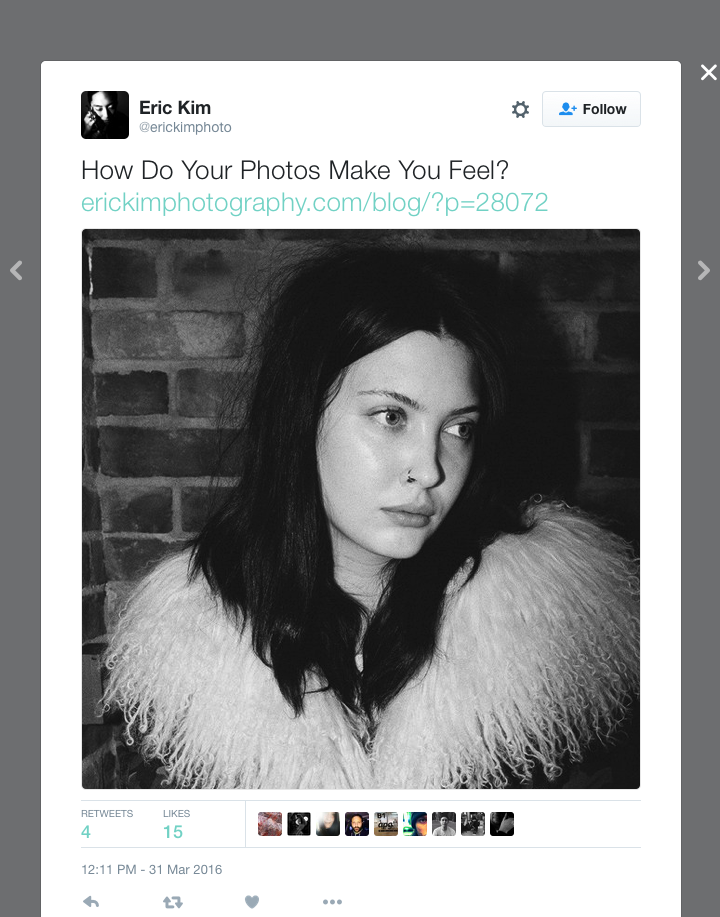 Eric Kim
@erickimphoto
Follow
How Do Your Photos Make You Feel?
erickimphotography.com/blog/?p=28072
RETWEETS
4
LIKES
15
12:11 PM - 31 Mar 2016